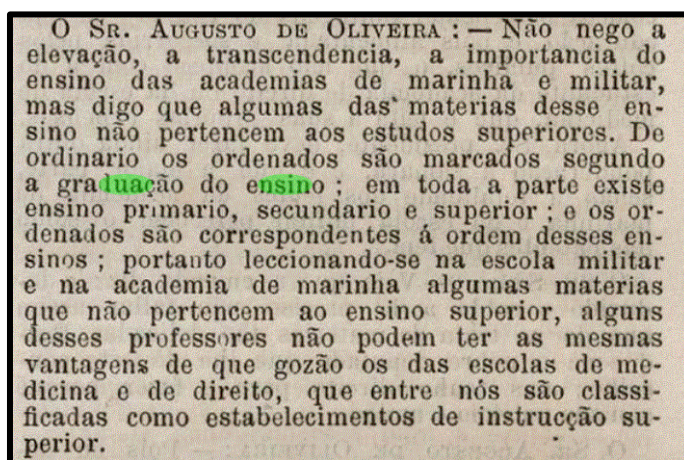 O SR. AUGUSTO DE OLIVEIRA : — Não nego a
elevação, a transcendencia, a importancia do
ensino das academias de marinha e militar,
mas digo que algumas das materias desse en-
sino não pertencem aos estudos superiores. De
ordinario os ordenados são marcados segundo
a graduação do ensino ; em toda a parte existe
ensino primario, secundario e superior ; e os or-
denados são correspondentes á ordem desses en-
sinos ; portanto leccionando-se na escola militar
e na academia de marinha algumas materias
que não pertencem ao ensino superior, alguns
desses professores não podem ter as mesmas
vantagens de que gozão os das escolas de me-
dicina e de direito, que entre nós são classi-
ficadas como estabelecimentos de instrucção su-
perior.